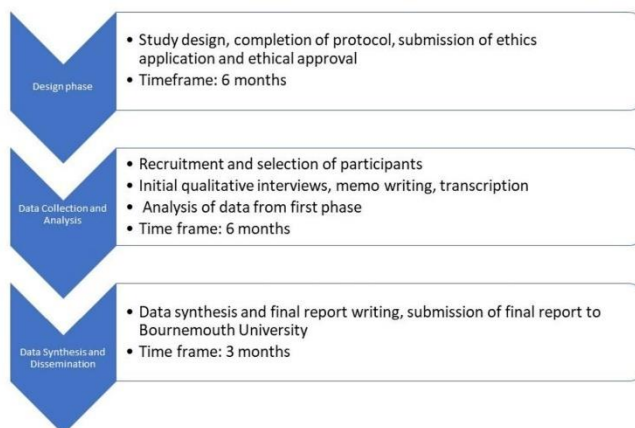 Design phase
• Study design, completion of protocol, submission of ethics
application and ethical approval
• Timeframe: 6 months
Data Collection and
Analysis
• Recruitment and selection of participants
• Initial qualitative interviews, memo writing, transcription
• Analysis of data from first phase
• Time frame: 6 months
Data Synthesis and
Dissemination
• Data synthesis and final report writing, submission of final report to
Bournemouth University
• Time frame: 3 months